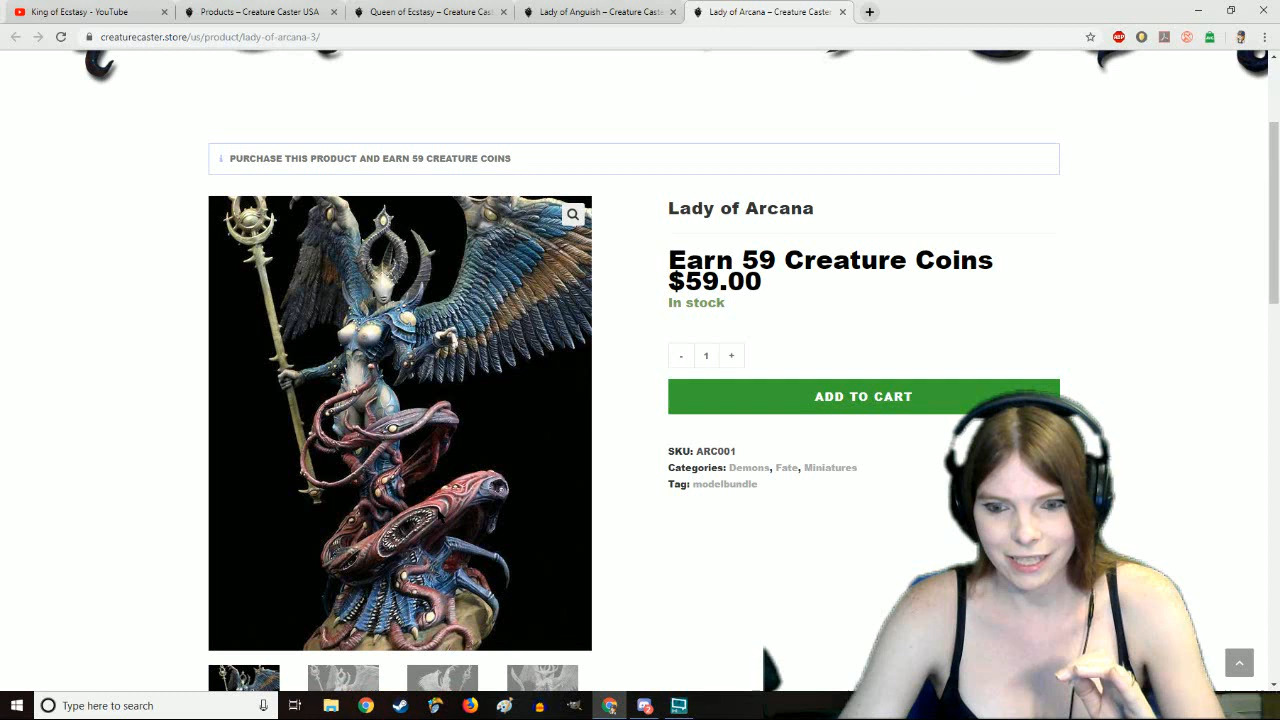 King of Ecstasy - YouTube
Products – Creature Caster USA
Queen of Ecstasy – Creature Cas
Lady of Anguish – Creature Caste
Lady of Arcana – Creature Caster
creaturecaster.store/us/product/lady-of-arcana-3/
ABP
PURCHASE THIS PRODUCT AND EARN 59 CREATURE COINS
Lady of Arcana
Earn 59 Creature Coins
$59.00
In stock
- 1 +
ADD TO CART
SKU: ARC001
Categories: Demons, Fate, Miniatures
Tag: modelbundle
Type here to search